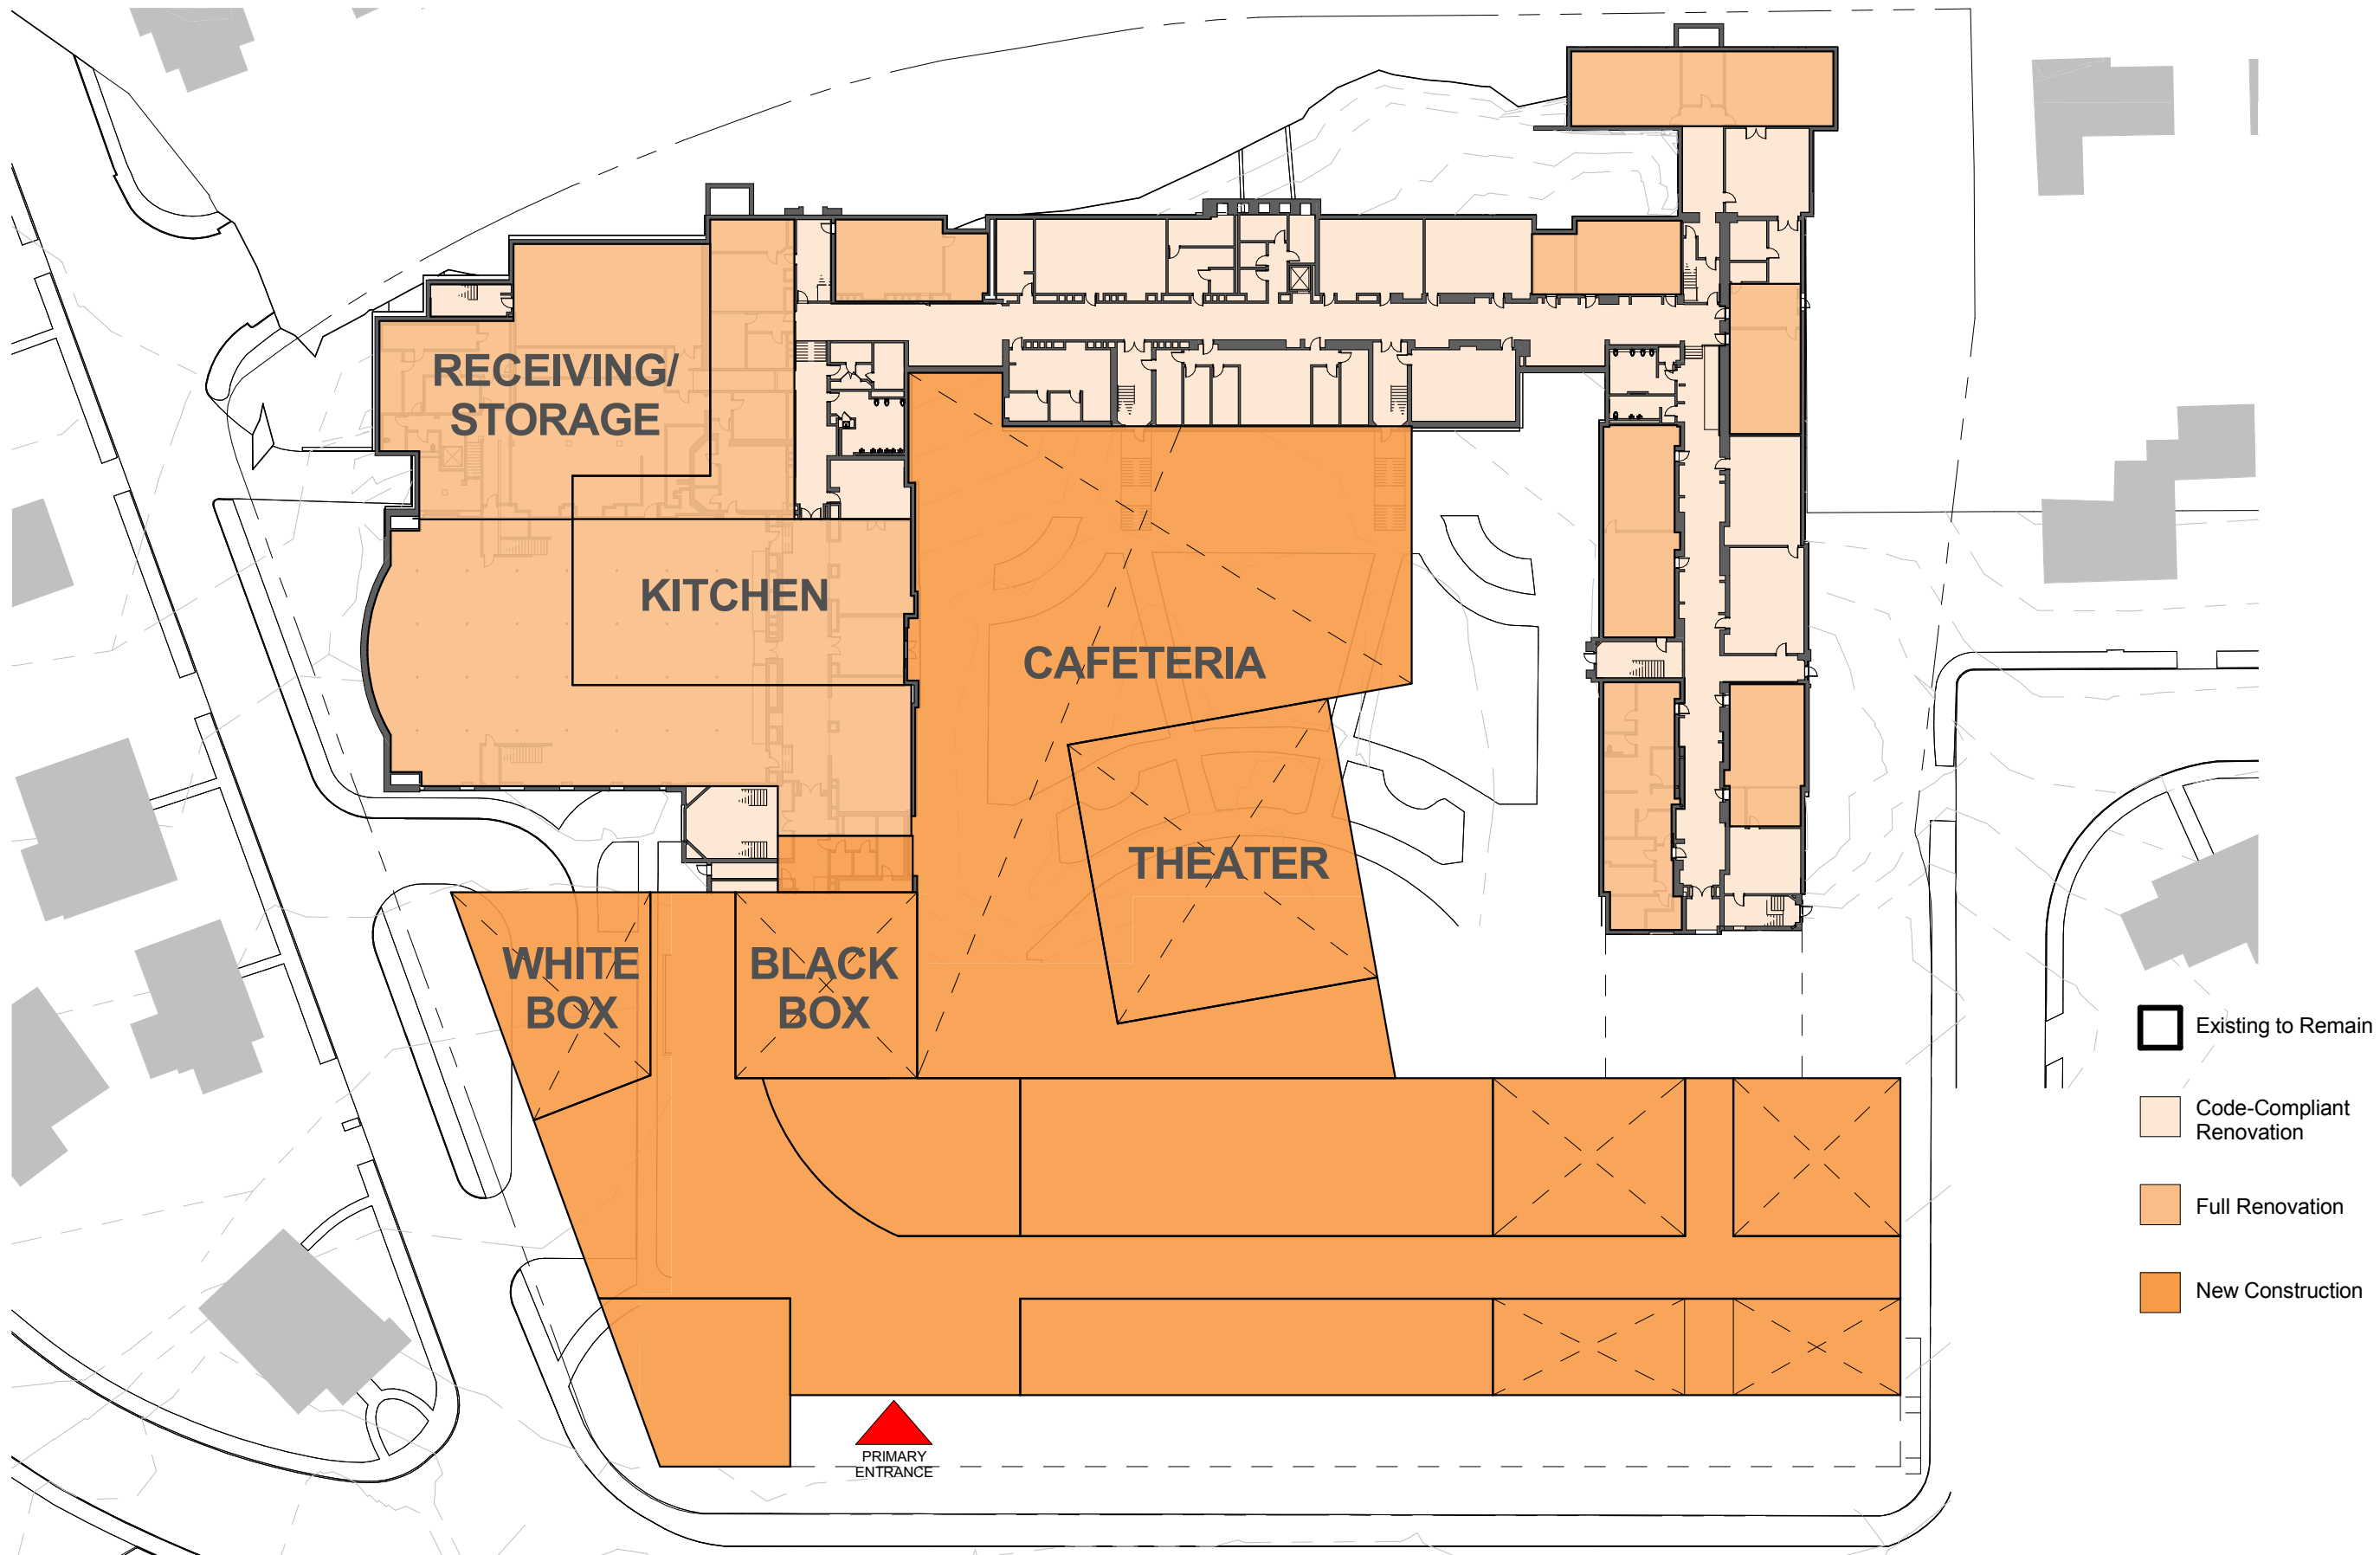 RECEIVING/
STORAGE
KITCHEN
CAFETERIA
THEATER
WHITE
BOX
BLACK
BOX
Existing to Remain
Code-Compliant
Renovation
Full Renovation
New Construction
PRIMARY
ENTRANCE